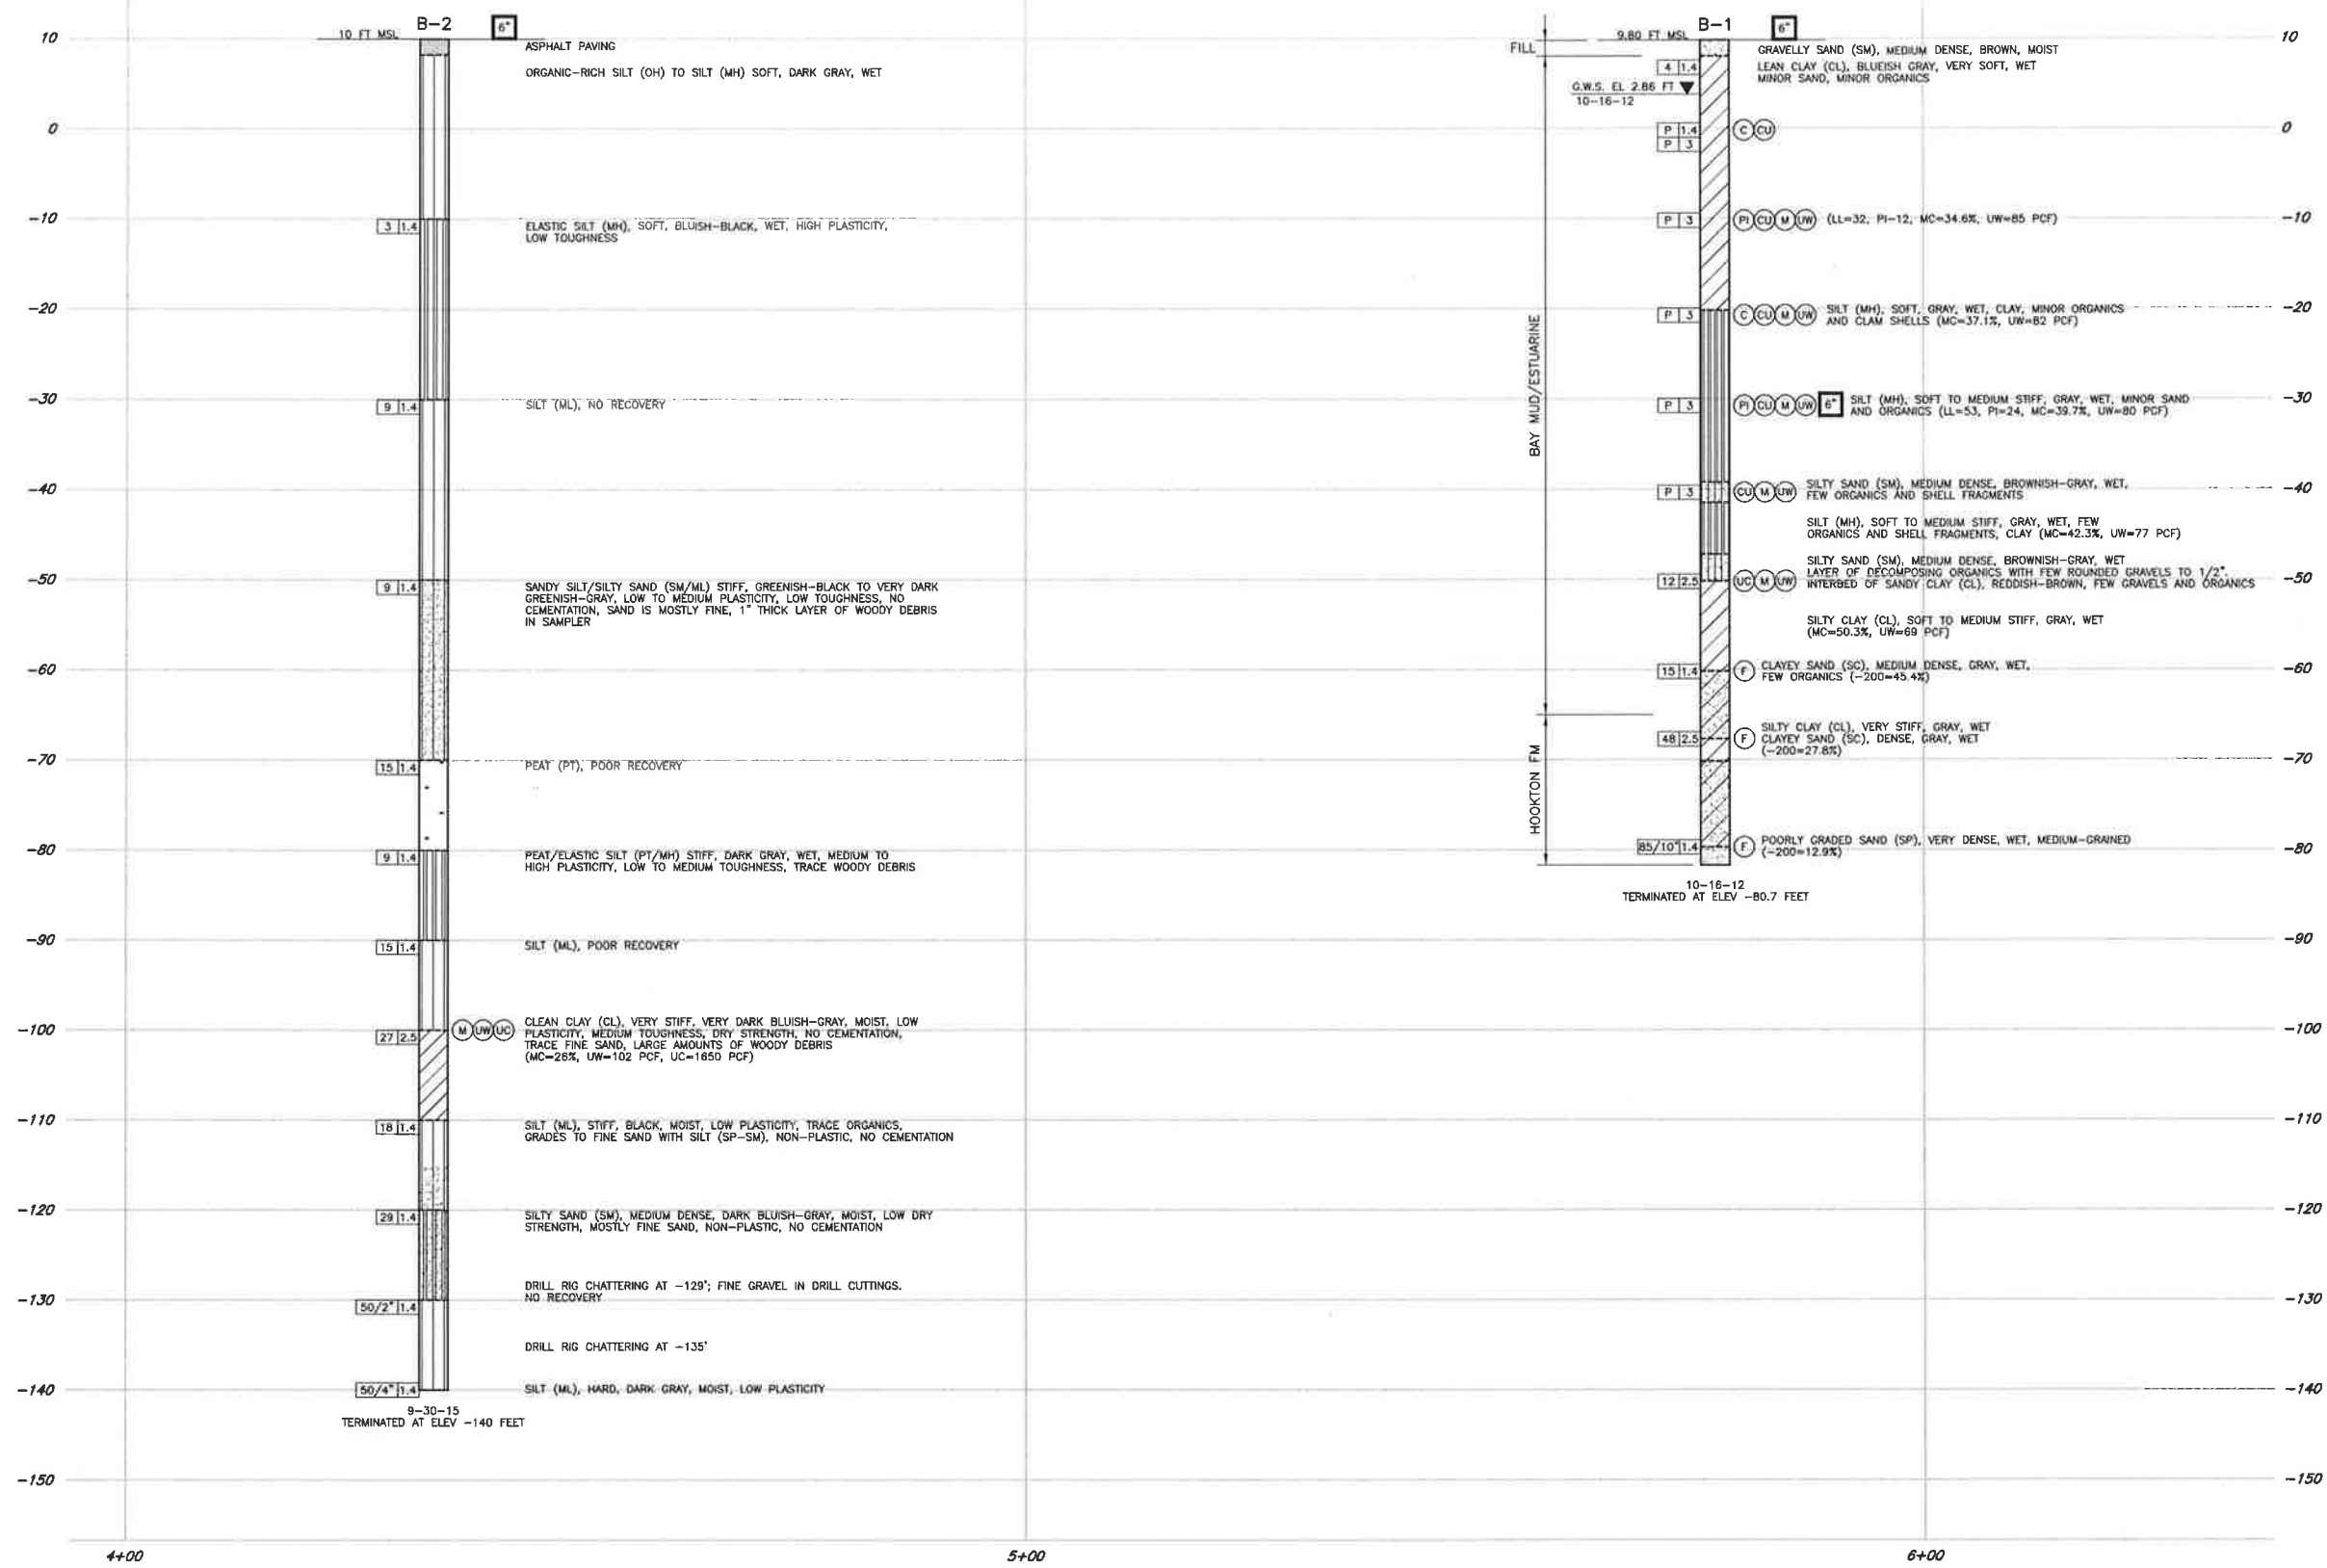 B-2
6"
10 FT MSL
ASPHALT PAVING
ORGANIC-RICH SILT (OH) TO SILT (MH) SOFT, DARK GRAY, WET
3 1.4
ELASTIC SILT (MH), SOFT, BLUISH-BLACK, WET, HIGH PLASTICITY,
LOW TOUGHNESS
9 1.4
SILT (ML), NO RECOVERY
9 1.4
SANDY SILT/SILTY SAND (SM/ML) STIFF, GREENISH-BLACK TO VERY DARK
GREENISH-GRAY, LOW TO MEDIUM PLASTICITY, LOW TOUGHNESS, NO
CEMENTATION, SAND IS MOSTLY FINE, 1" THICK LAYER OF WOODY DEBRIS
IN SAMPLER
15 1.4
PEAT (PT), POOR RECOVERY
9 1.4
PEAT/ELASTIC SILT (PT/MH) STIFF, DARK GRAY, WET, MEDIUM TO
HIGH PLASTICITY, LOW TO MEDIUM TOUGHNESS, TRACE WOODY DEBRIS
15 1.4
SILT (ML), POOR RECOVERY
27 2.5
M UW UC
CLEAN CLAY (CL), VERY STIFF, VERY DARK BLUISH-GRAY, MOIST, LOW
PLASTICITY, MEDIUM TOUGHNESS, DRY STRENGTH, NO CEMENTATION,
TRACE FINE SAND, LARGE AMOUNTS OF WOODY DEBRIS
(MC=26%, UW=102 PCF, UC=1650 PCF)
18 1.4
SILT (ML), STIFF, BLACK, MOIST, LOW PLASTICITY, TRACE ORGANICS,
GRADES TO FINE SAND WITH SILT (SP-SM), NON-PLASTIC, NO CEMENTATION
29 1.4
SILTY SAND (SM), MEDIUM DENSE, DARK BLUISH-GRAY, MOIST, LOW DRY
STRENGTH, MOSTLY FINE SAND, NON-PLASTIC, NO CEMENTATION
DRILL RIG CHATTERING AT -129'; FINE GRAVEL IN DRILL CUTTINGS.
NO RECOVERY
50/2" 1.4
DRILL RIG CHATTERING AT -135'
50/4" 1.4
SILT (ML), HARD, DARK GRAY, MOIST, LOW PLASTICITY
9-30-15
TERMINATED AT ELEV -140 FEET
B-1
6"
9.80 FT MSL
FILL
GRAVELLY SAND (SM), MEDIUM DENSE, BROWN, MOIST
4 1.4
LEAN CLAY (CL), BLUEISH GRAY, VERY SOFT, WET
MINOR SAND, MINOR ORGANICS
G.W.S. EL 2.86 FT
10-16-12
P 1.4
P 3
C CU
P 3
PI CU M UW (LL=32, PI-12, MC=34.6%, UW=85 PCF)
BAY MUD/ESTUARINE
P 3
C CU M UW
SILT (MH), SOFT, GRAY, WET, CLAY, MINOR ORGANICS
AND CLAM SHELLS (MC=37.1%, UW=82 PCF)
P 3
PI CU M UW 6"
SILT (MH), SOFT TO MEDIUM STIFF, GRAY, WET, MINOR SAND
AND ORGANICS (LL=53, PI=24, MC=39.7%, UW=80 PCF)
P 3
CU M UW
SILTY SAND (SM), MEDIUM DENSE, BROWNISH-GRAY, WET,
FEW ORGANICS AND SHELL FRAGMENTS
SILT (MH), SOFT TO MEDIUM STIFF, GRAY, WET, FEW
ORGANICS AND SHELL FRAGMENTS, CLAY (MC=42.3%, UW=77 PCF)
SILTY SAND (SM), MEDIUM DENSE, BROWNISH-GRAY, WET
LAYER OF DECOMPOSING ORGANICS WITH FEW ROUNDED GRAVELS TO 1/2".
12 2.5
UC M UW
INTERBED OF SANDY CLAY (CL), REDDISH-BROWN, FEW GRAVELS AND ORGANICS
SILTY CLAY (CL), SOFT TO MEDIUM STIFF, GRAY, WET
(MC=50.3%, UW=69 PCF)
15 1.4
F
CLAYEY SAND (SC), MEDIUM DENSE, GRAY, WET,
FEW ORGANICS (-200=45.4%)
HOOKTON FM
48 2.5
F
SILTY CLAY (CL), VERY STIFF, GRAY, WET
CLAYEY SAND (SC), DENSE, GRAY, WET
(-200=27.8%)
85/10" 1.4
F
POORLY GRADED SAND (SP), VERY DENSE, WET, MEDIUM-GRAINED
(-200=12.9%)
10-16-12
TERMINATED AT ELEV -80.7 FEET
10
0
-10
-20
-30
-40
-50
-60
-70
-80
-90
-100
-110
-120
-130
-140
-150
10
0
-10
-20
-30
-40
-50
-60
-70
-80
-90
-100
-110
-120
-130
-140
-150
4+00
5+00
6+00